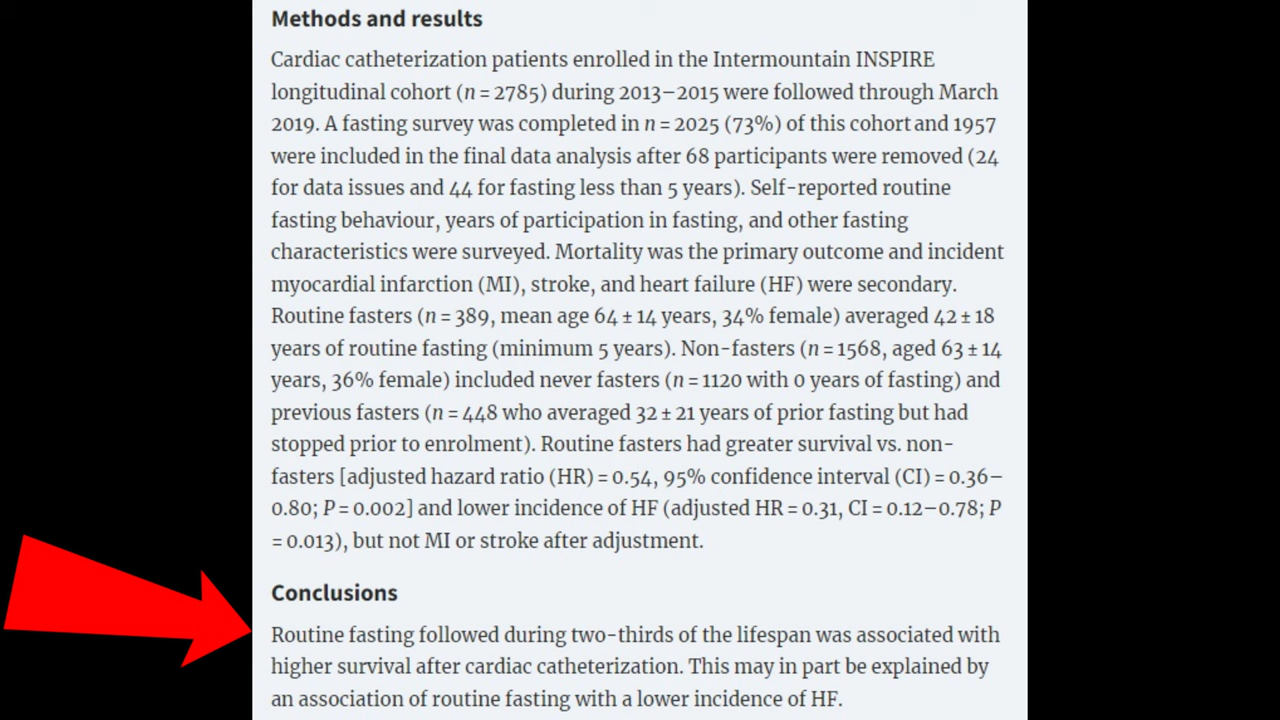 Methods and results
Cardiac catheterization patients enrolled in the Intermountain INSPIRE
longitudinal cohort (n = 2785) during 2013–2015 were followed through March
2019. A fasting survey was completed in n = 2025 (73%) of this cohort and 1957
were included in the final data analysis after 68 participants were removed (24
for data issues and 44 for fasting less than 5 years). Self-reported routine
fasting behaviour, years of participation in fasting, and other fasting
characteristics were surveyed. Mortality was the primary outcome and incident
myocardial infarction (MI), stroke, and heart failure (HF) were secondary.
Routine fasters (n = 389, mean age 64 ± 14 years, 34% female) averaged 42 ± 18
years of routine fasting (minimum 5 years). Non-fasters (n = 1568, aged 63 ± 14
years, 36% female) included never fasters (n = 1120 with 0 years of fasting) and
previous fasters (n = 448 who averaged 32 ± 21 years of prior fasting but had
stopped prior to enrolment). Routine fasters had greater survival vs. non-
fasters [adjusted hazard ratio (HR) = 0.54, 95% confidence interval (CI) = 0.36–
0.80; P = 0.002] and lower incidence of HF (adjusted HR = 0.31, CI = 0.12–0.78; P
= 0.013), but not MI or stroke after adjustment.
Conclusions
Routine fasting followed during two-thirds of the lifespan was associated with
higher survival after cardiac catheterization. This may in part be explained by
an association of routine fasting with a lower incidence of HF.